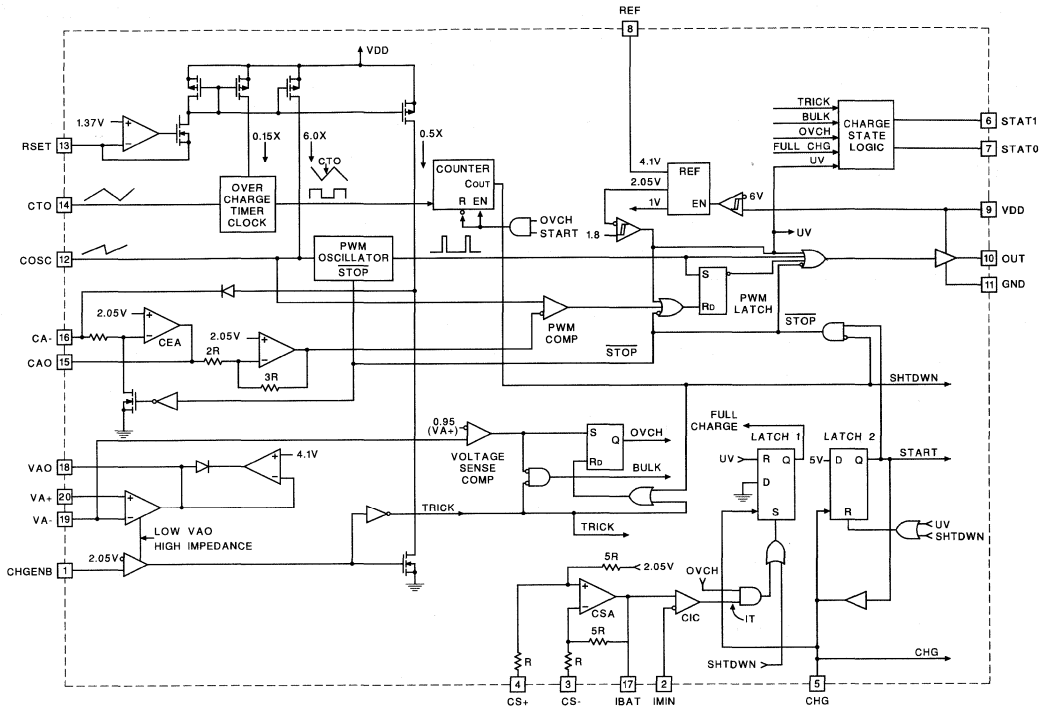 REF
8
VDD
1.37V
RSET 13
0.15X
6.0X
0.5X
CTO
CTO 14
OVER
CHARGE
TIMER
CLOCK
COUNTER
COUT
R EN
OVCH
START
4.1V
2.05V
1V
REF
EN
6V
1.8
TRICK
BULK
OVCH
FULL CHG
UV
CHARGE
STATE
LOGIC
6 STAT1
7 STAT0
9 VDD
UV
10 OUT
11 GND
COSC 12
PWM
OSCILLATOR
STOP
S
RD
PWM
LATCH
PWM
COMP
STOP
STOP
2.05V
CA- 16
CEA
CAO 15
2R
2.05V
3R
SHTDWN
0.95
(VA+)
VOLTAGE
SENSE
COMP
S
Q
RD
OVCH
BULK
FULL
CHARGE
LATCH 1
UV
R Q
D
S
LATCH 2
5V
D Q
R
START
UV
SHTDWN
VAO 18
4.1V
VA+ 20
VA- 19
LOW VAO
HIGH IMPEDANCE
TRICK
TRICK
2.05V
CHGENB 1
5R
2.05V
CSA
5R
R
R
OVCH
CIC
IT
SHTDWN
CHG
4
CS+
3
CS-
17
IBAT
2
IMIN
5
CHG